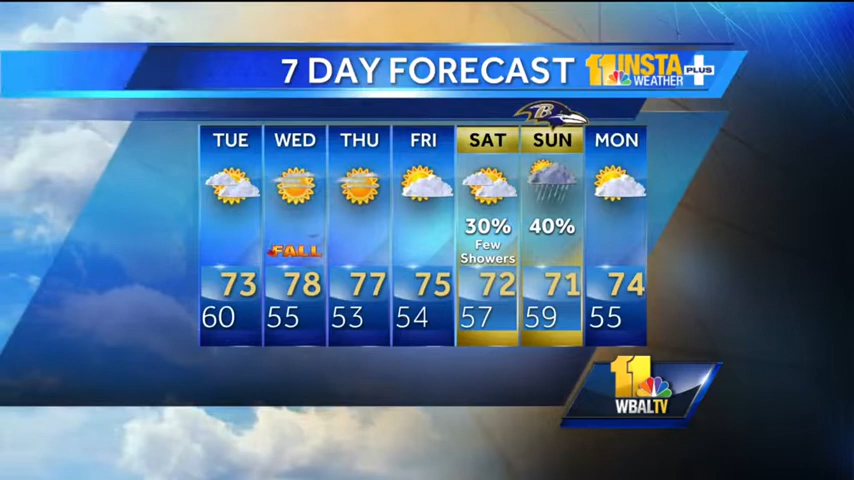 7 DAY FORECAST 11 INSTA
WEATHER PLUS
B
TUE WED THU FRI SAT SUN MON
30% 40%
Few
Showers
FALL
73 78 77 75 72 71 74
60 55 53 54 57 59 55
11
WBALTV